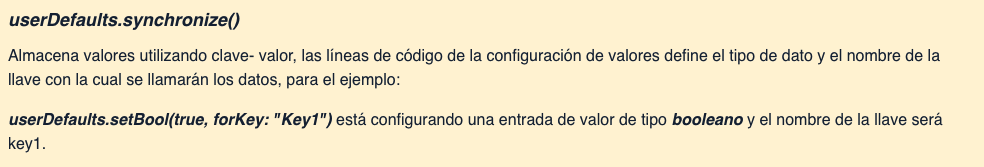 userDefaults.synchronize()
Almacena valores utilizando clave- valor, las líneas de código de la configuración de valores define el tipo de dato y el nombre de la
llave con la cual se llamarán los datos, para el ejemplo:
userDefaults.setBool(true, forKey: "Key1") está configurando una entrada de valor de tipo booleano y el nombre de la llave será
key1.